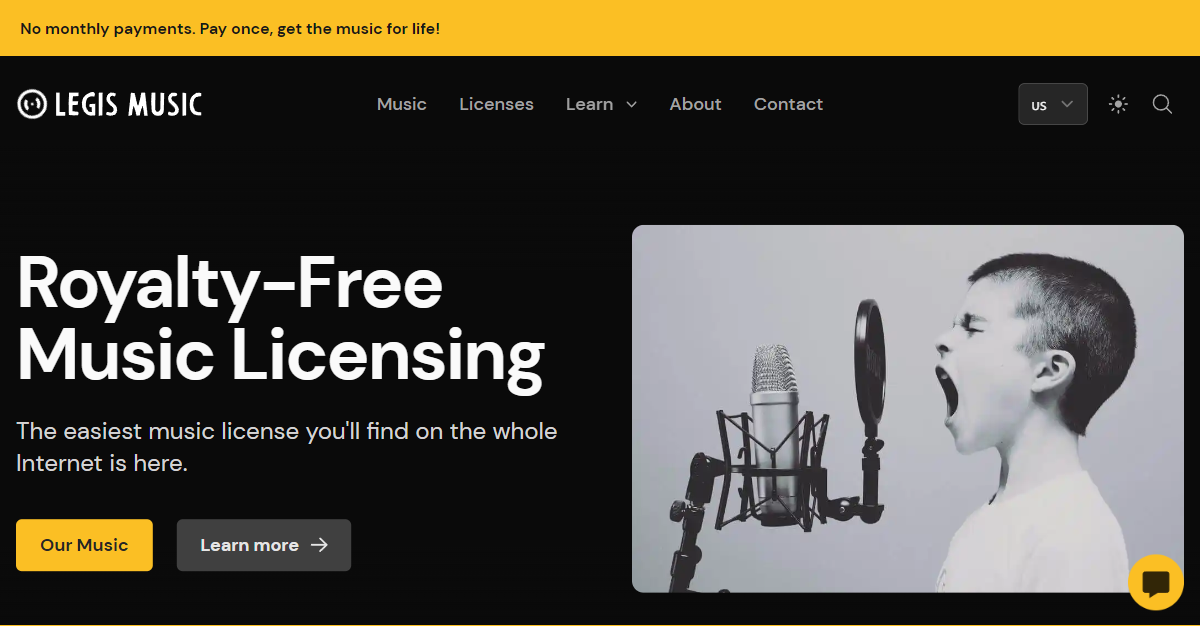 No monthly payments. Pay once, get the music for life!
LEGIS MUSIC
Music Licenses Learn About Contact
US
Royalty-Free
Music Licensing
The easiest music license you'll find on the whole
Internet is here.
Our Music
Learn more →